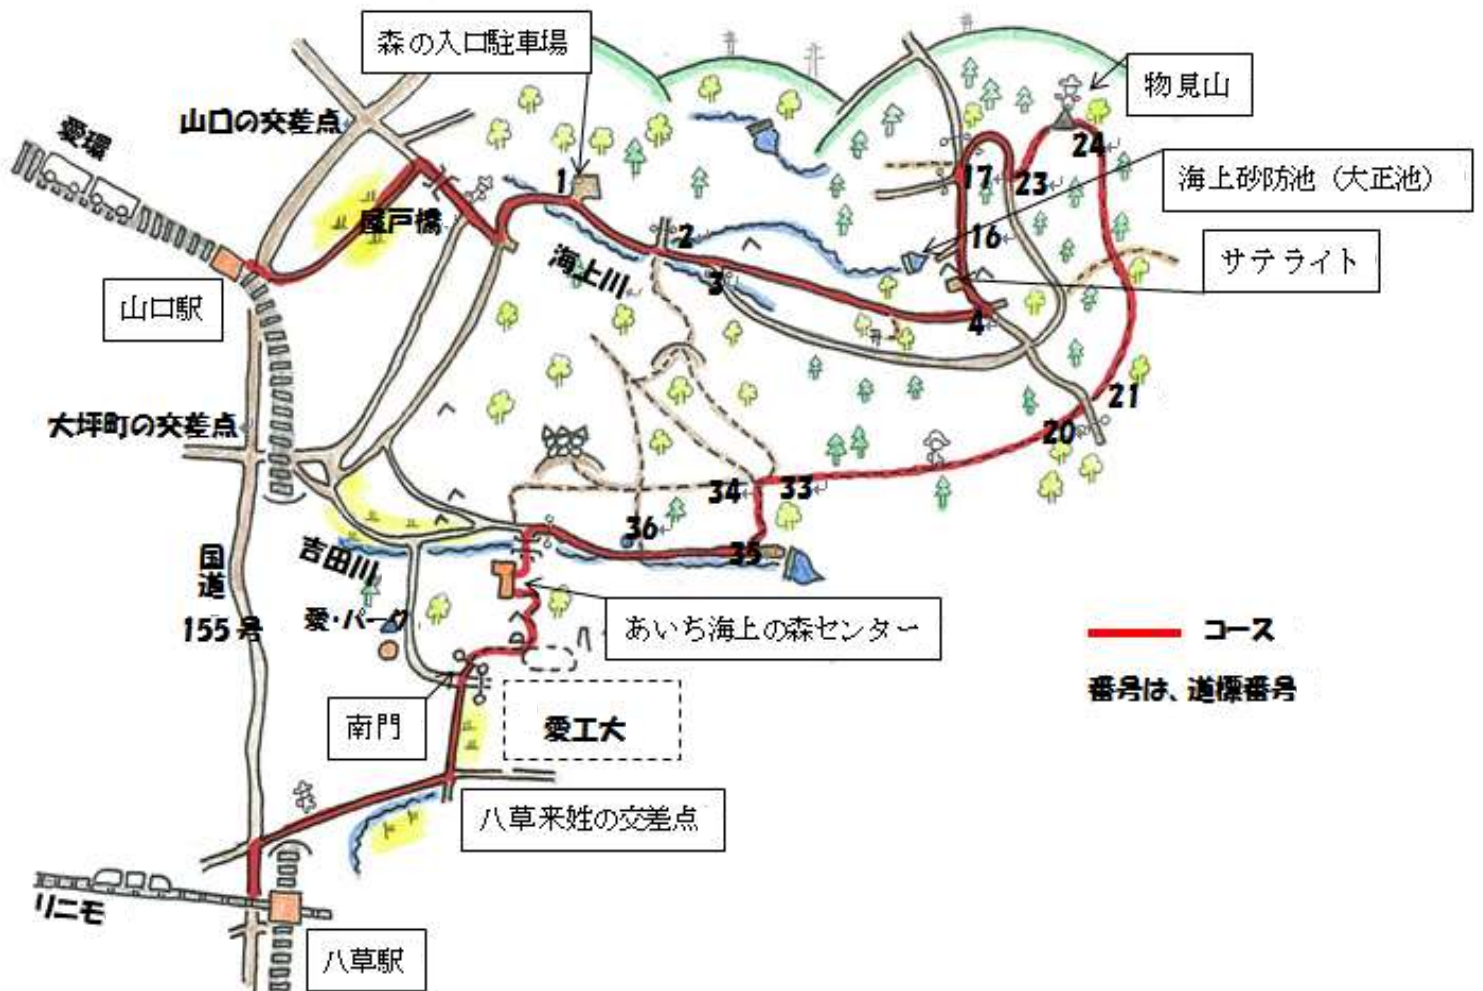 森の入口駐車場
物見山
山口の交差点
愛環
24
海上砂防池（大正池）
1
17
23
屋戸橋
2
16
サテライト
海上川
3
山口駅
4
21
大坪町の交差点
20
34
33
36
35
吉田川
国道
155号
愛・パーク
あいち海上の森センター
コース
番号は、道標番号
南門
愛工大
八草来姓の交差点
リニモ
八草駅